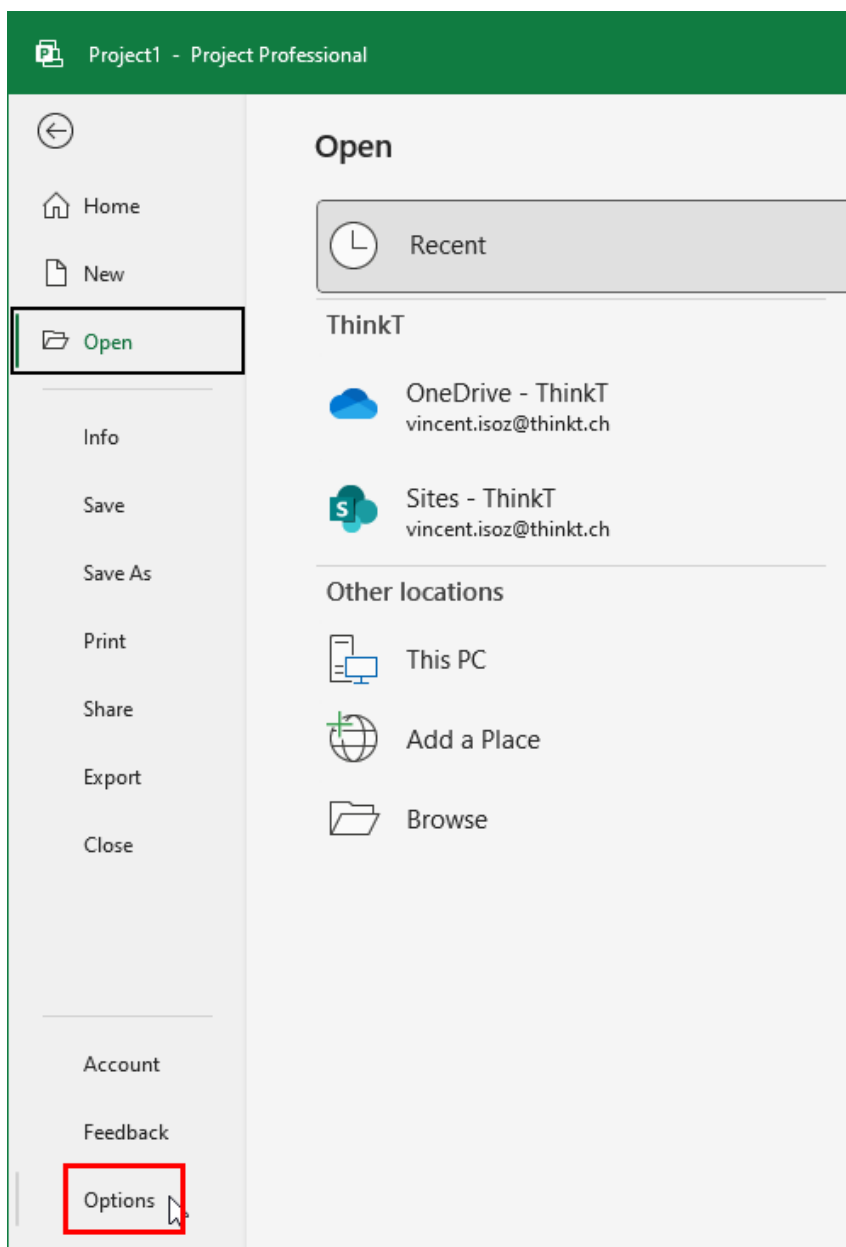 Project1 - Project Professional
Home
New
Open
Info
Save
Save As
Print
Share
Export
Close
Account
Feedback
Options
Open
Recent
ThinkT
OneDrive - ThinkT
vincent.isoz@thinkt.ch
Sites - ThinkT
vincent.isoz@thinkt.ch
Other locations
This PC
Add a Place
Browse